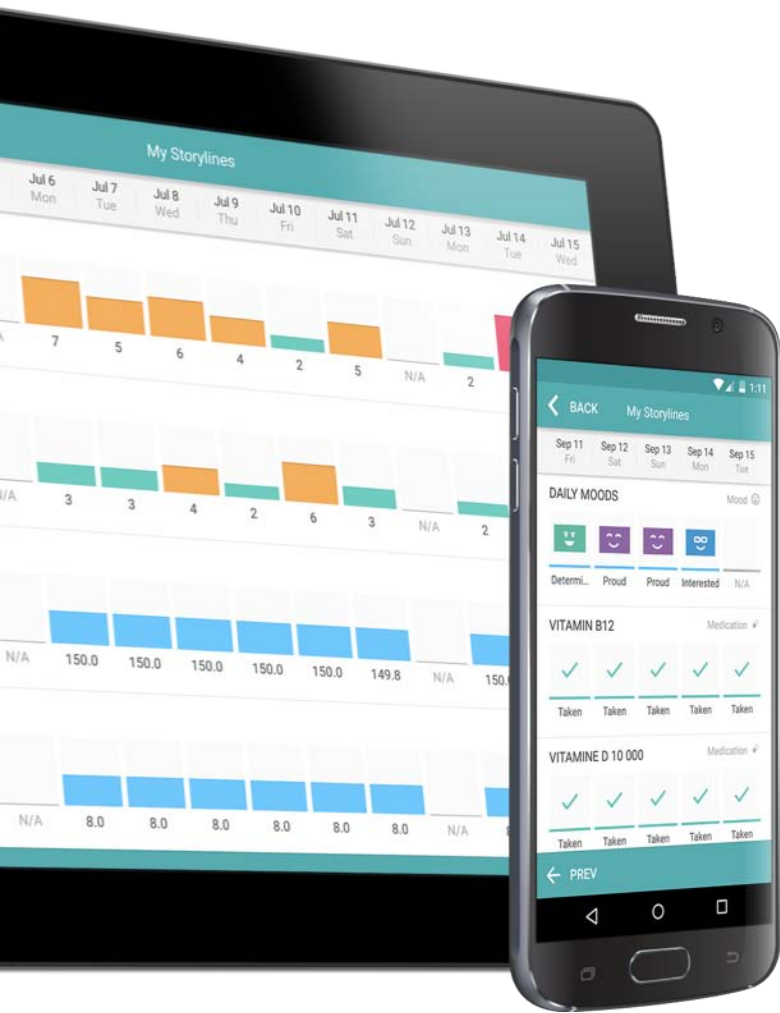 My Storylines
Jul 6 Jul 7 Jul 8 Jul 9 Jul 10 Jul 11 Jul 12 Jul 13 Jul 14 Jul 15
Mon Tue Wed Thu Fri Sat Sun Mon Tue Wed
7 5 6 4 2 5 N/A 2
N/A 3 3 4 2 6 3 N/A 2
N/A 150.0 150.0 150.0 150.0 150.0 149.8 N/A 150.
N/A 8.0 8.0 8.0 8.0 8.0 8.0 N/A
1:11
BACK My Storylines
Sep 11 Sep 12 Sep 13 Sep 14 Sep 15
Fri Sat Sun Mon Tue
DAILY MOODS Mood
Determi... Proud Proud Interested N/A
VITAMIN B12 Medication
Taken Taken Taken Taken Taken
VITAMINE D 10 000 Medication
Taken Taken Taken Taken Taken
PREV